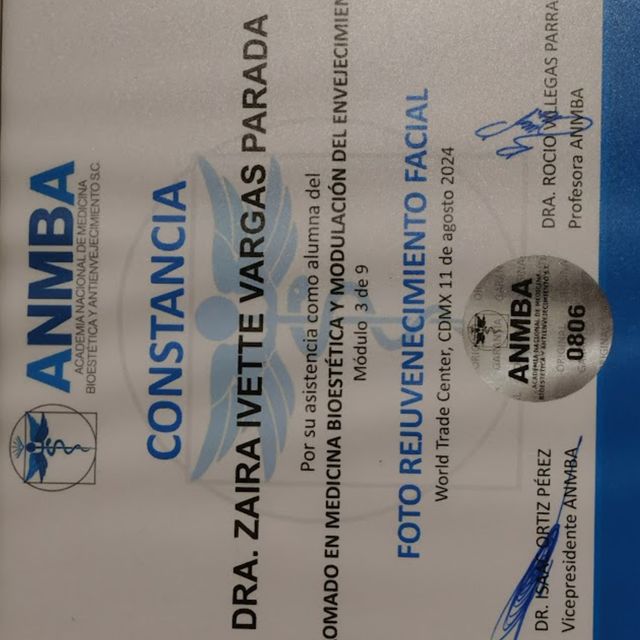 ANMBA
ACADEMIA NACIONAL DE MEDICINA
BIOESTÉTICA Y ANTIENVEJECIMIENTO S.C.
CONSTANCIA
DRA. ZAIRA IVETTE VARGAS PARADA
Por su asistencia como alumna del
OMADO EN MEDICINA BIOESTÉTICA Y MODULACIÓN DEL ENVEJECIMIEN
Módulo 3 de 9
FOTO REJUVENECIMIENTO FACIAL
World Trade Center, CDMX 11 de agosto 2024
ANMBA
0806
DR. ISAAC ORTIZ PÉREZ
Vicepresidente ANMBA
DRA. ROCIO VILLEGAS PARRA
Profesora ANMBA